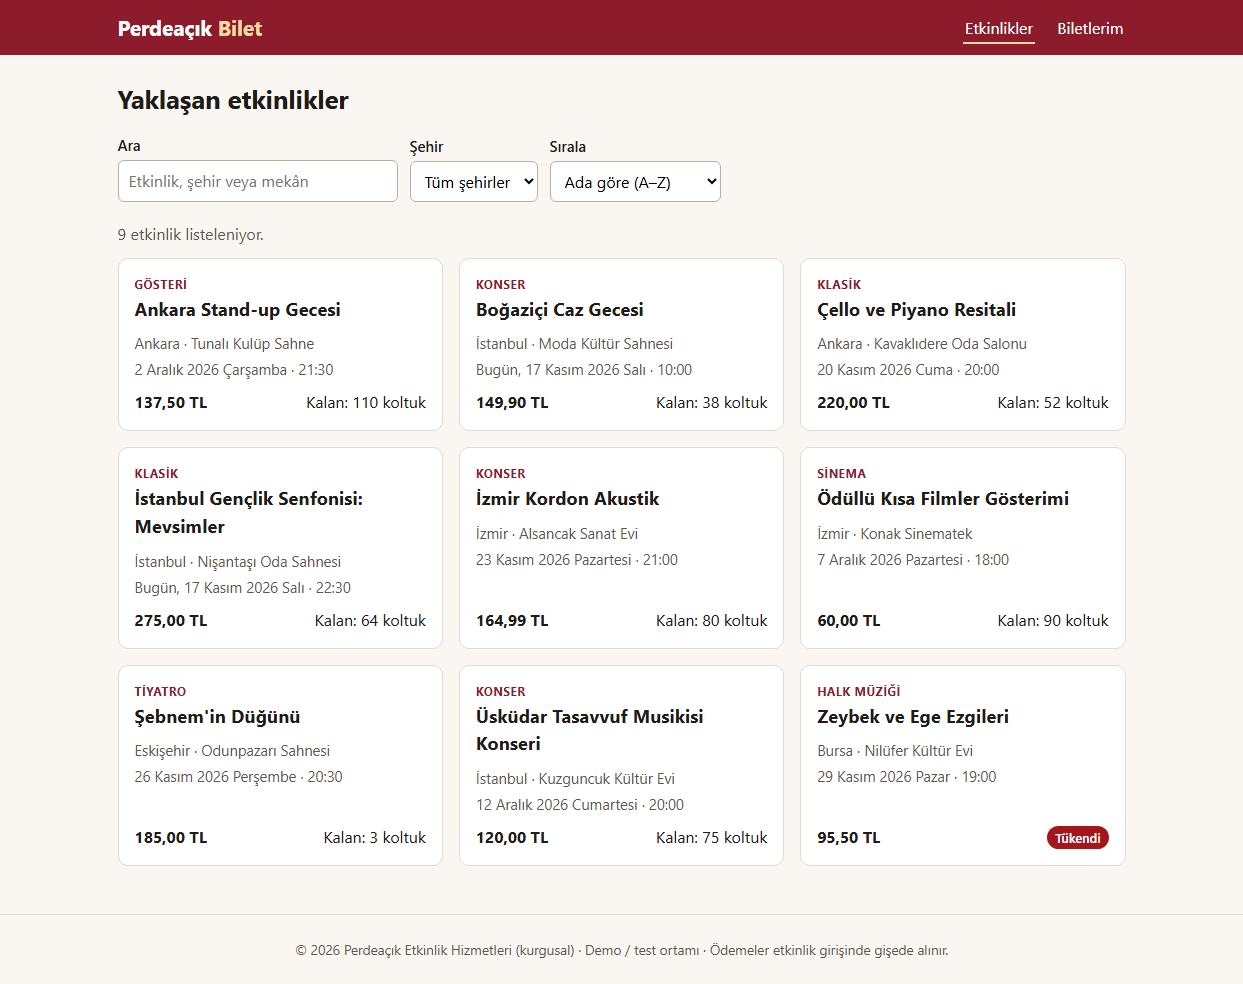 Perdeaçık Bilet
Etkinlikler
Biletlerim
Yaklaşan etkinlikler
Ara
Şehir
Sırala
Etkinlik, şehir veya mekân
Tüm şehirler
Ada göre (A–Z)
9 etkinlik listeleniyor.
GÖSTERİ
Ankara Stand-up Gecesi
Ankara · Tunalı Kulüp Sahne
2 Aralık 2026 Çarşamba · 21:30
137,50 TL
Kalan: 110 koltuk
KONSER
Boğaziçi Caz Gecesi
İstanbul · Moda Kültür Sahnesi
Bugün, 17 Kasım 2026 Salı · 10:00
149,90 TL
Kalan: 38 koltuk
KLASİK
Çello ve Piyano Resitali
Ankara · Kavaklıdere Oda Salonu
20 Kasım 2026 Cuma · 20:00
220,00 TL
Kalan: 52 koltuk
KLASİK
İstanbul Gençlik Senfonisi:
Mevsimler
İstanbul · Nişantaşı Oda Sahnesi
Bugün, 17 Kasım 2026 Salı · 22:30
275,00 TL
Kalan: 64 koltuk
KONSER
İzmir Kordon Akustik
İzmir · Alsancak Sanat Evi
23 Kasım 2026 Pazartesi · 21:00
164,99 TL
Kalan: 80 koltuk
SİNEMA
Ödüllü Kısa Filmler Gösterimi
İzmir · Konak Sinematek
7 Aralık 2026 Pazartesi · 18:00
60,00 TL
Kalan: 90 koltuk
TİYATRO
Şebnem'in Düğünü
Eskişehir · Odunpazarı Sahnesi
26 Kasım 2026 Perşembe · 20:30
185,00 TL
Kalan: 3 koltuk
KONSER
Üsküdar Tasavvuf Musikisi
Konseri
İstanbul · Kuzguncuk Kültür Evi
12 Aralık 2026 Cumartesi · 20:00
120,00 TL
Kalan: 75 koltuk
HALK MÜZİĞİ
Zeybek ve Ege Ezgileri
Bursa · Nilüfer Kültür Evi
29 Kasım 2026 Pazar · 19:00
95,50 TL
Tükendi
© 2026 Perdeaçık Etkinlik Hizmetleri (kurgusal) · Demo / test ortamı · Ödemeler etkinlik girişinde gişede alınır.